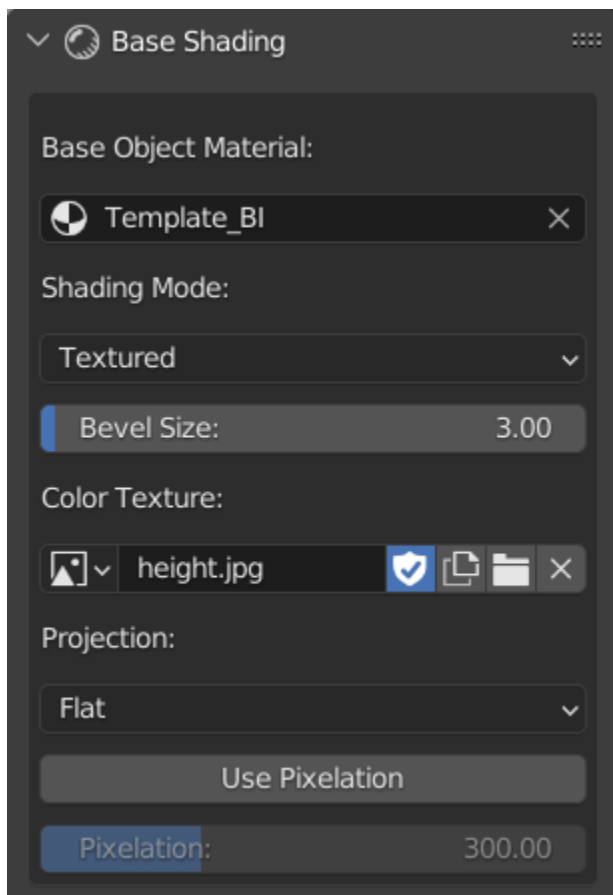 Base Shading
Base Object Material:
Template_BI
Shading Mode:
Textured
Bevel Size: 3.00
Color Texture:
height.jpg
Projection:
Flat
Use Pixelation
Pixelation: 300.00